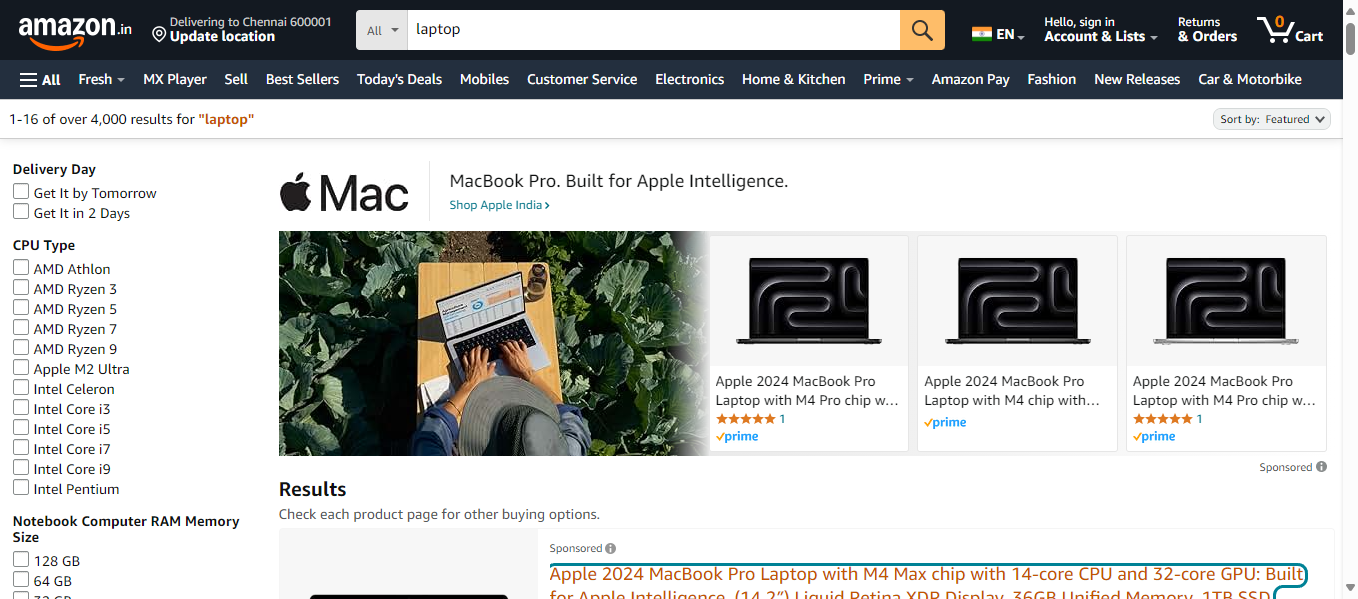 amazon.in
Delivering to Chennai 600001
Update location
All
laptop
EN
Hello, sign in
Account & Lists
Returns
& Orders
0
Cart
All Fresh MX Player Sell Best Sellers Today's Deals Mobiles Customer Service Electronics Home & Kitchen Prime Amazon Pay Fashion New Releases Car & Motorbike
1-16 of over 4,000 results for "laptop"
Sort by: Featured
Delivery Day
Get It by Tomorrow
Get It in 2 Days
CPU Type
AMD Athlon
AMD Ryzen 3
AMD Ryzen 5
AMD Ryzen 7
AMD Ryzen 9
Apple M2 Ultra
Intel Celeron
Intel Core i3
Intel Core i5
Intel Core i7
Intel Core i9
Intel Pentium
Notebook Computer RAM Memory
Size
128 GB
64 GB
32 GB
Mac
MacBook Pro. Built for Apple Intelligence.
Shop Apple India
Apple 2024 MacBook Pro
Laptop with M4 Pro chip w...
1
prime
Apple 2024 MacBook Pro
Laptop with M4 chip with...
prime
Apple 2024 MacBook Pro
Laptop with M4 Pro chip w...
1
prime
Sponsored
Results
Check each product page for other buying options.
Sponsored
Apple 2024 MacBook Pro Laptop with M4 Max chip with 14-core CPU and 32-core GPU: Built
for Apple Intelligence, (14.2″) Liquid Retina XDR Display, 36GB Unified Memory, 1TB SSD